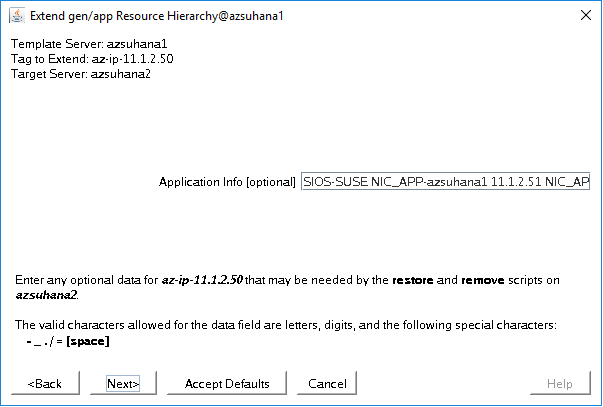 Extend gen/app Resource Hierarchy@azsuhana1
Template Server: azsuhana1
Tag to Extend: az-ip-11.1.2.50
Target Server: azsuhana2
Application Info [optional] SIOS-SUSE NIC_APP-azsuhana1 11.1.2.51 NIC_AP
Enter any optional data for az-ip-11.1.2.50 that may be needed by the restore and remove scripts on
azsuhana2.
The valid characters allowed for the data field are letters, digits, and the following special characters:
- _ . / = [space]
<Back Next> Accept Defaults Cancel Help